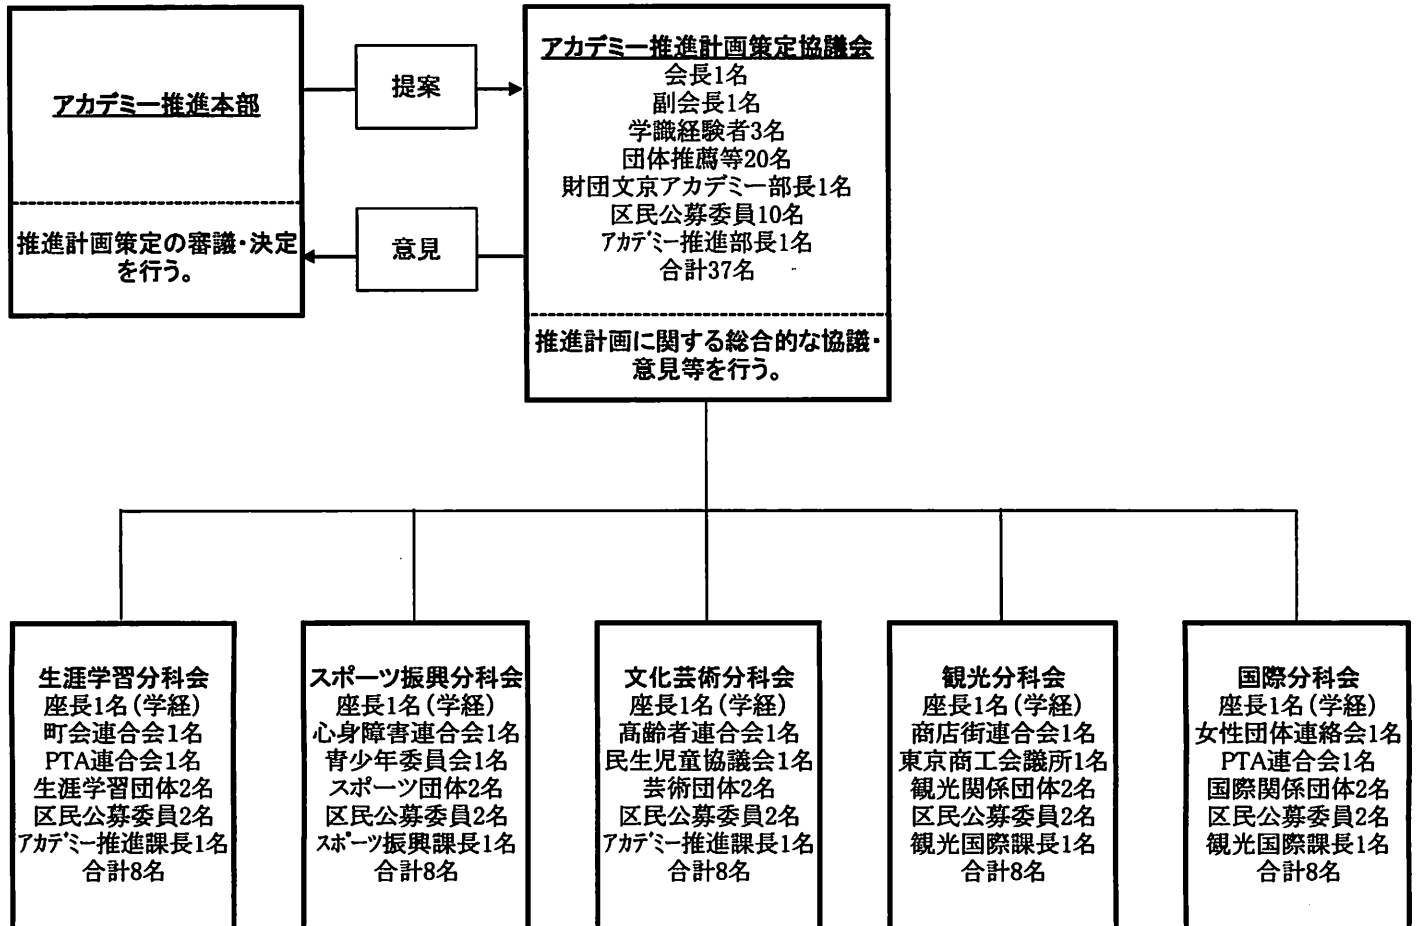 アカデミー推進本部
推進計画策定の審議・決定
を行う。
提案
意見
アカデミー推進計画策定協議会
会長1名
副会長1名
学識経験者3名
団体推薦等20名
財団文京アカデミー部長1名
区民公募委員10名
アカデミー推進部長1名
合計37名
推進計画に関する総合的な協議・
意見等を行う。
生涯学習分科会
座長1名(学経)
町会連合会1名
PTA連合会1名
生涯学習団体2名
区民公募委員2名
アカデミー推進課長1名
合計8名
スポーツ振興分科会
座長1名(学経)
心身障害連合会1名
青少年委員会1名
スポーツ団体2名
区民公募委員2名
スポーツ振興課長1名
合計8名
文化芸術分科会
座長1名(学経)
高齢者連合会1名
民生児童協議会1名
芸術団体2名
区民公募委員2名
アカデミー推進課長1名
合計8名
観光分科会
座長1名(学経)
商店街連合会1名
東京商工会議所1名
観光関係団体2名
区民公募委員2名
観光国際課長1名
合計8名
国際分科会
座長1名(学経)
女性団体連絡会1名
PTA連合会1名
国際関係団体2名
区民公募委員2名
観光国際課長1名
合計8名